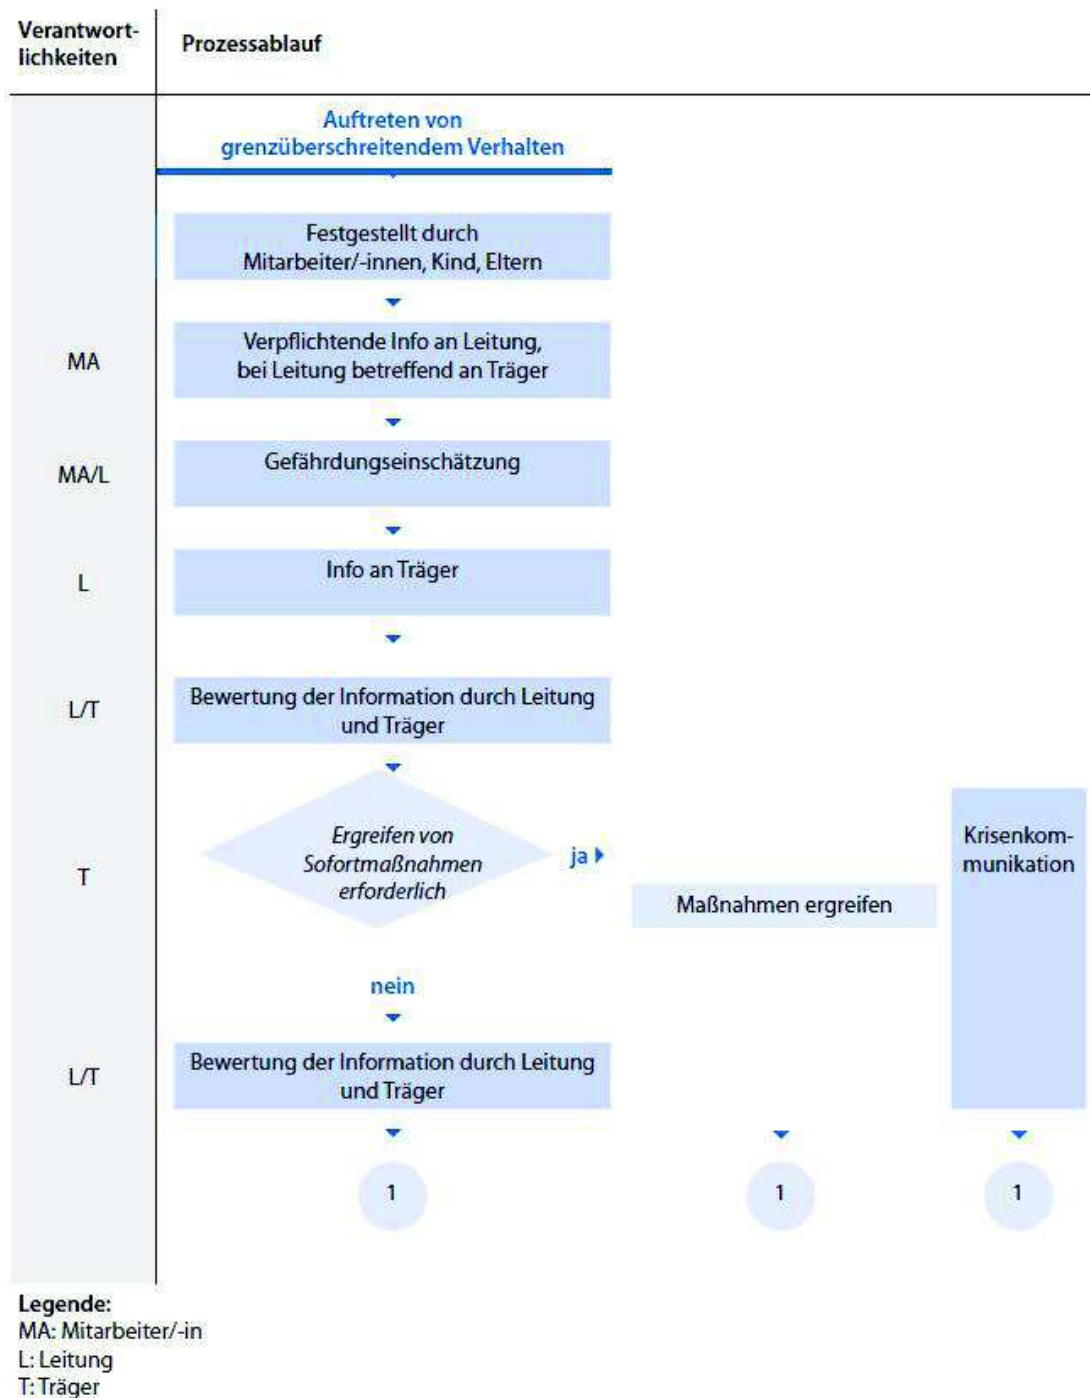 Verantwort-
lichkeiten
Prozessablauf
Auftreten von
grenzüberschreitendem Verhalten
Festgestellt durch
Mitarbeiter/-innen, Kind, Eltern
MA
Verpflichtende Info an Leitung,
bei Leitung betreffend an Träger
MA/L
Gefährdungseinschätzung
L
Info an Träger
L/T
Bewertung der Information durch Leitung
und Träger
T
Ergreifen von
Sofortmaßnahmen
erforderlich
ja
Maßnahmen ergreifen
Krisenkom-
munikation
nein
L/T
Bewertung der Information durch Leitung
und Träger
1
1
1
Legende:
MA: Mitarbeiter/-in
L: Leitung
T: Träger